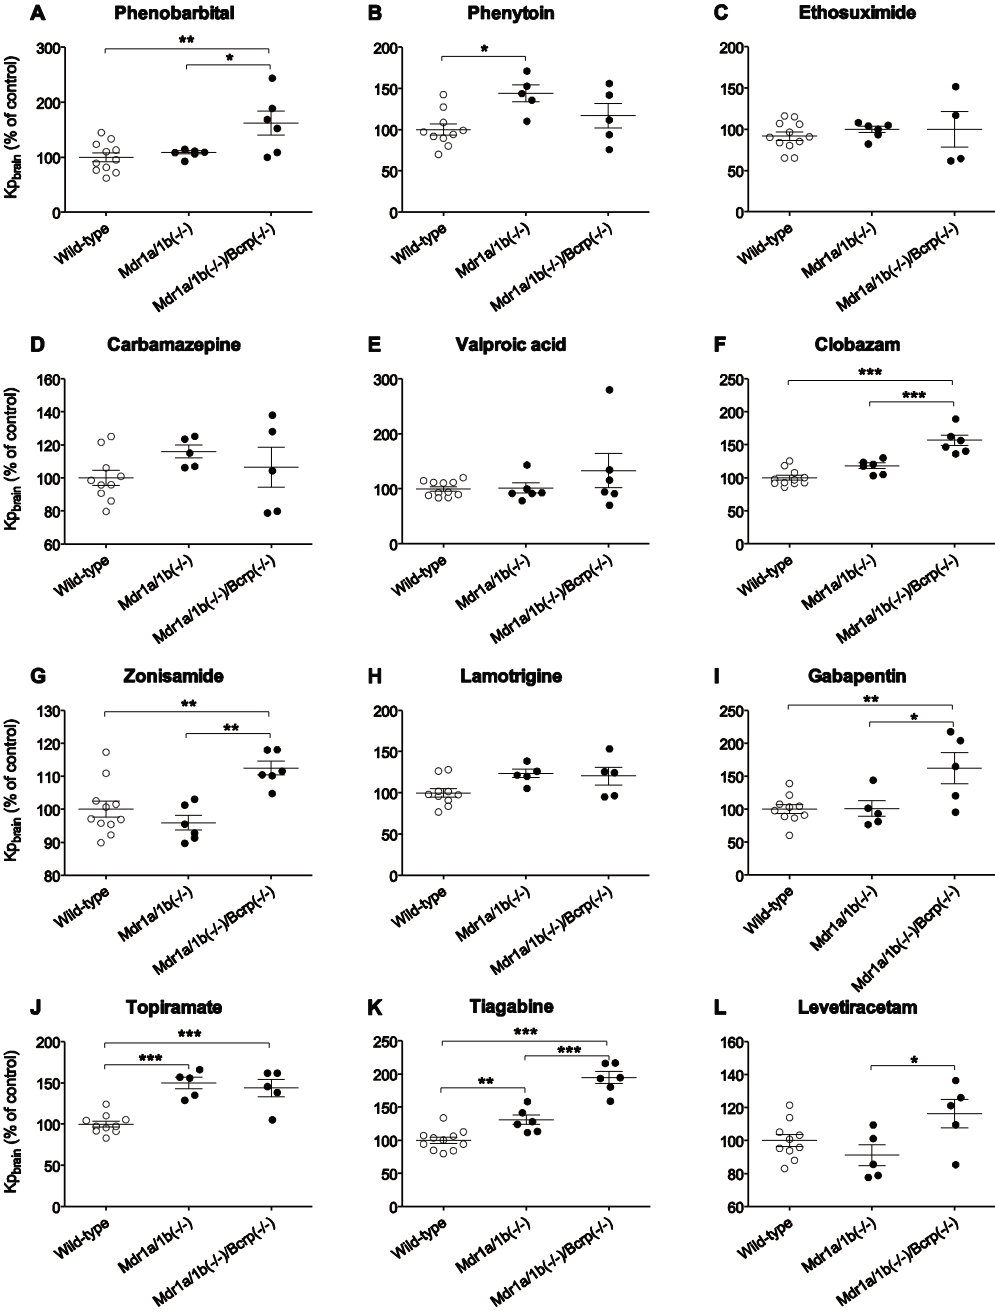 A Phenobarbital
Kpbrain (% of control)
300
200
100
0
**
*
Wild-type
Mdr1a/1b(-/-)
Mdr1a/1b(-/-)/Bcrp(-/-)
B Phenytoin
200
150
100
50
0
*
Wild-type
Mdr1a/1b(-/-)
Mdr1a/1b(-/-)/Bcrp(-/-)
C Ethosuximide
200
150
100
50
0
Wild-type
Mdr1a/1b(-/-)
Mdr1a/1b(-/-)/Bcrp(-/-)
D Carbamazepine
Kpbrain (% of control)
160
140
120
100
80
60
Wild-type
Mdr1a/1b(-/-)
Mdr1a/1b(-/-)/Bcrp(-/-)
E Valproic acid
300
200
100
0
Wild-type
Mdr1a/1b(-/-)
Mdr1a/1b(-/-)/Bcrp(-/-)
F Clobazam
250
200
150
100
50
0
***
***
Wild-type
Mdr1a/1b(-/-)
Mdr1a/1b(-/-)/Bcrp(-/-)
G Zonisamide
Kpbrain (% of control)
130
120
110
100
90
80
**
**
Wild-type
Mdr1a/1b(-/-)
Mdr1a/1b(-/-)/Bcrp(-/-)
H Lamotrigine
200
150
100
50
0
Wild-type
Mdr1a/1b(-/-)
Mdr1a/1b(-/-)/Bcrp(-/-)
I Gabapentin
250
200
150
100
50
0
**
*
Wild-type
Mdr1a/1b(-/-)
Mdr1a/1b(-/-)/Bcrp(-/-)
J Topiramate
Kpbrain (% of control)
200
150
100
50
0
***
***
Wild-type
Mdr1a/1b(-/-)
Mdr1a/1b(-/-)/Bcrp(-/-)
K Tiagabine
250
200
150
100
50
0
***
***
**
Wild-type
Mdr1a/1b(-/-)
Mdr1a/1b(-/-)/Bcrp(-/-)
L Levetiracetam
160
140
120
100
80
60
*
Wild-type
Mdr1a/1b(-/-)
Mdr1a/1b(-/-)/Bcrp(-/-)